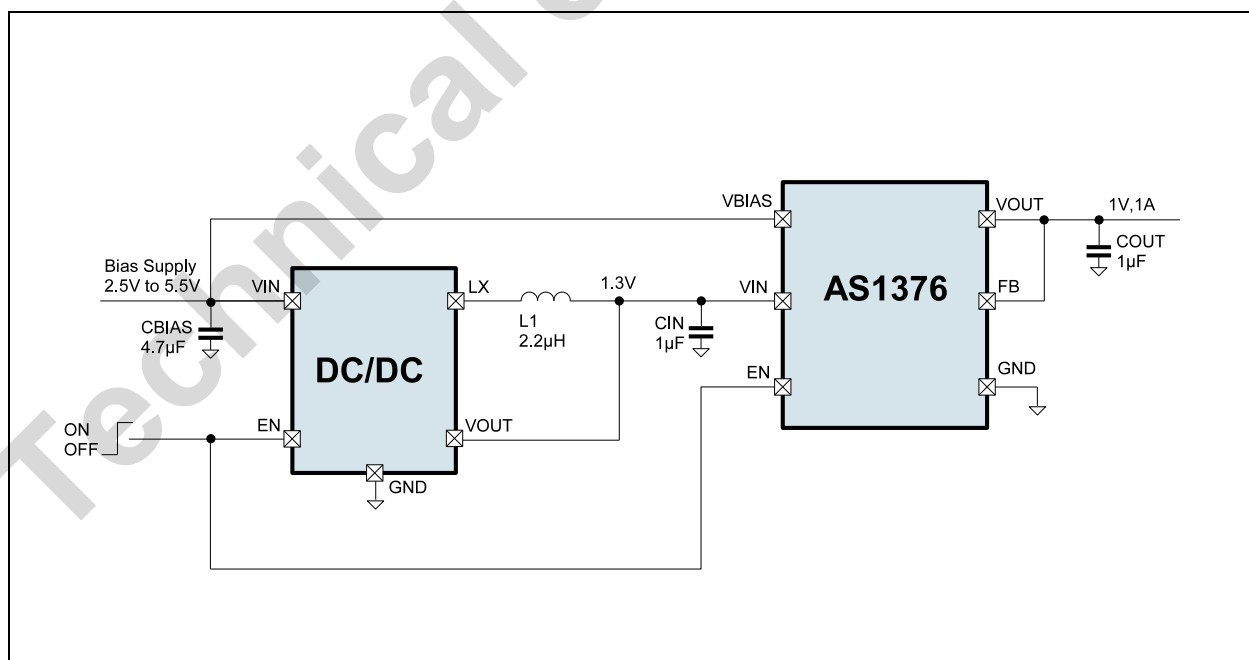 Technical
VBIAS
VOUT
1V,1A
COUT
1µF
Bias Supply
2.5V to 5.5V
VIN
LX
1.3V
VIN
AS1376
FB
CBIAS
4.7µF
L1
2.2µH
CIN
1µF
DC/DC
EN
GND
ON
OFF
EN
VOUT
GND